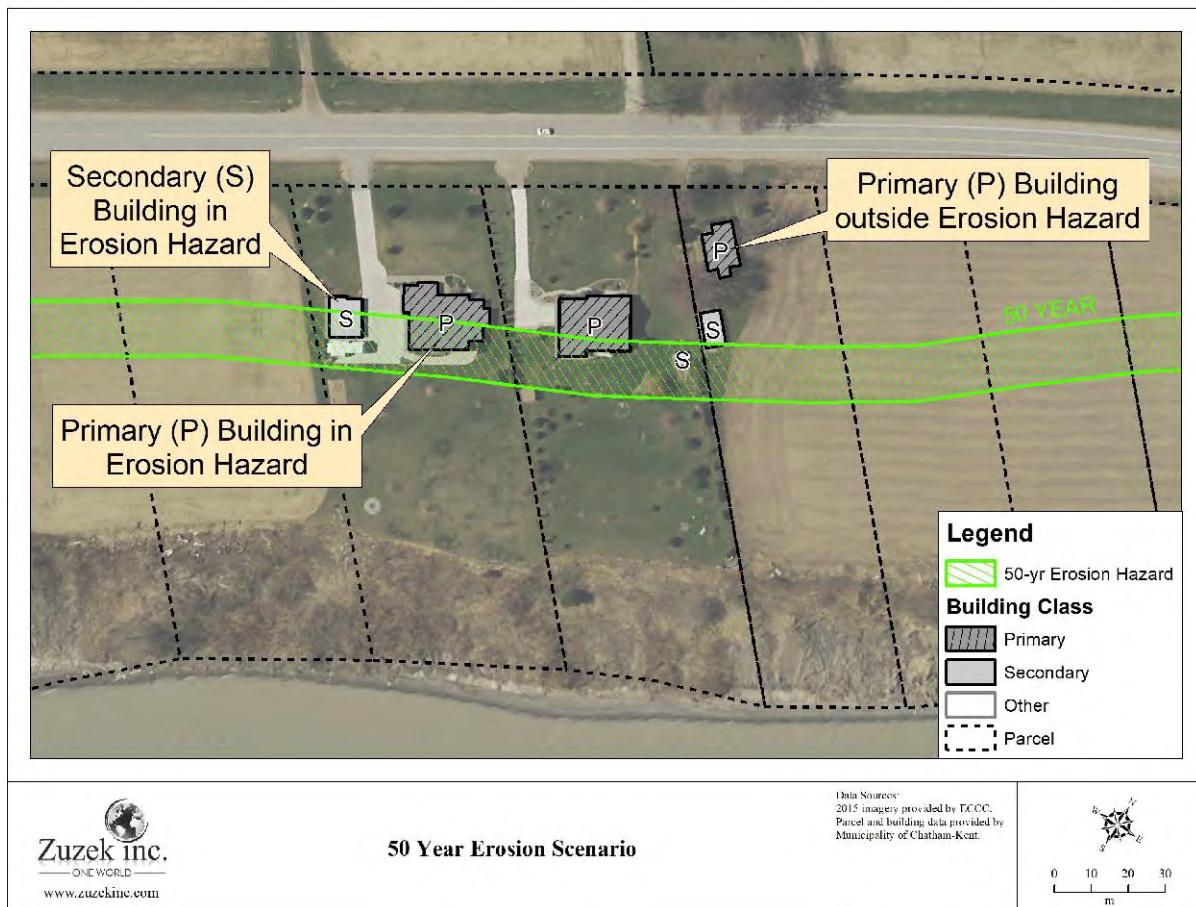 Secondary (S)
Building in
Erosion Hazard
Primary (P) Building
outside Erosion Hazard
P
50 YEAR
S
P
P
S
S
Primary (P) Building in
Erosion Hazard
Legend
50-yr Erosion Hazard
Building Class
Primary
Secondary
Other
Parcel
Zuzek inc.
ONE WORLD
www.zuzekinc.com
50 Year Erosion Scenario
Data Sources:
2015 imagery provided by ECCC.
Parcel and building data provided by
Municipality of Chatham-Kent.
N
W
E
S
0 10 20 30
m